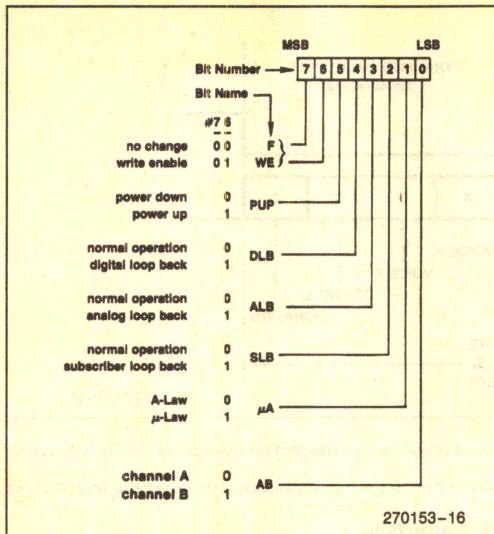 MSB LSB
Bit Number 7 6 5 4 3 2 1 0
Bit Name
#7 6
no change 0 0 F
write enable 0 1 WE
power down 0
power up 1
PUP
normal operation 0
digital loop back 1
DLB
normal operation 0
analog loop back 1
ALB
normal operation 0
subscriber loop back 1
SLB
A-Law 0
μ-Law 1
μA
channel A 0
channel B 1
AB
270153-16